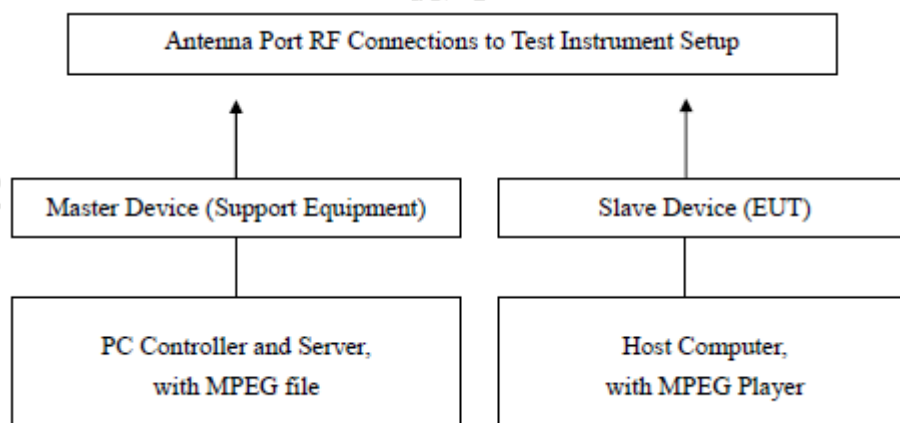 Antenna Port RF Connections to Test Instrument Setup
Master Device (Support Equipment)
Slave Device (EUT)
PC Controller and Server,
with MPEG file
Host Computer,
with MPEG Player